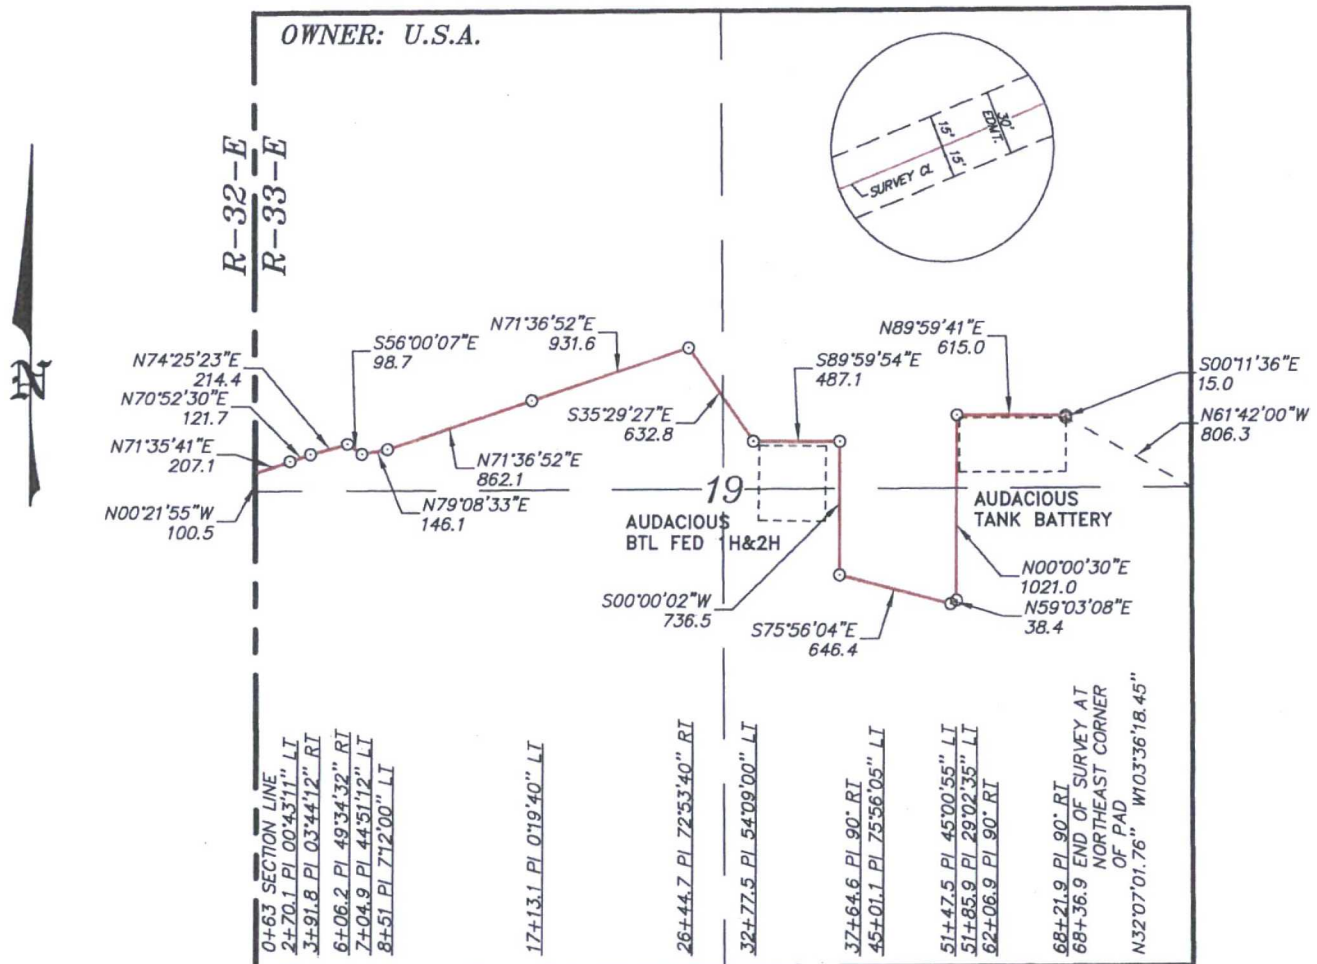 OWNER: U.S.A.
R-32-E
R-33-E
15'
15'
30'
EDMT.
SURVEY CL
N71°36'52"E
931.6
S56°00'07"E
98.7
N74°25'23"E
214.4
N70°52'30"E
121.7
N71°35'41"E
207.1
N00°21'55"W
100.5
N89°59'41"E
615.0
S89°59'54"E
487.1
S00°11'36"E
15.0
N61°42'00"W
806.3
S35°29'27"E
632.8
N71°36'52"E
862.1
N79°08'33"E
146.1
19
AUDACIOUS
BTL FED 1H&2H
AUDACIOUS
TANK BATTERY
N00°00'30"E
1021.0
N59°03'08"E
38.4
S00°00'02"W
736.5
S75°56'04"E
646.4
0+63 SECTION LINE
2+70.1 PI 00°43'11" LT
3+91.8 PI 03°44'12" RT
6+06.2 PI 49°34'32" RT
7+04.9 PI 44°51'12" LT
8+51 PI 7°12'00" LT
17+13.1 PI 0°19'40" LT
26+44.7 PI 72°53'40" RT
32+77.5 PI 54°09'00" LT
37+64.6 PI 90° RT
45+01.1 PI 75°56'05" LT
51+47.5 PI 45°00'55" LT
51+85.9 PI 29°02'35" LT
62+06.9 PI 90° RT
68+21.9 PI 90° RT
68+36.9 END OF SURVEY AT
NORTHEAST CORNER
OF PAD
N32°07'01.76" W103°36'18.45"